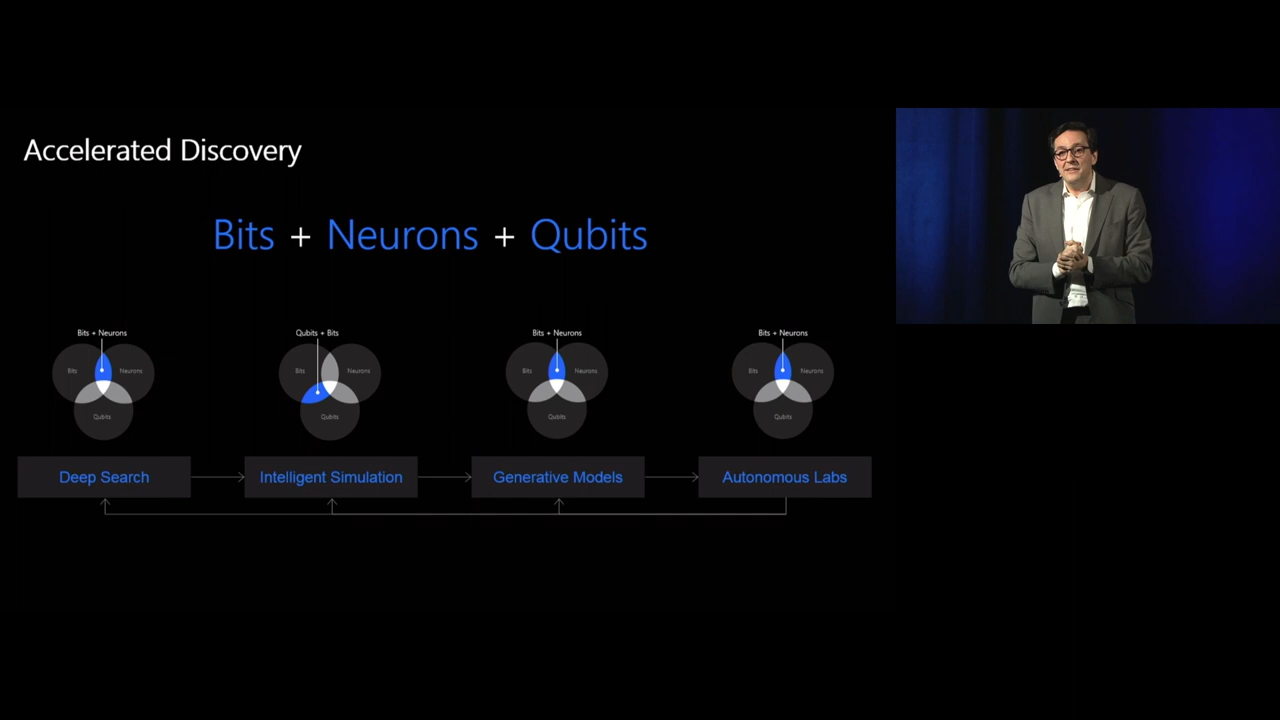 Accelerated Discovery
Bits + Neurons + Qubits
Bits + Neurons
Bits
Neurons
Qubits
Deep Search
Qubits + Bits
Bits
Neurons
Qubits
Intelligent Simulation
Bits + Neurons
Bits
Neurons
Qubits
Generative Models
Bits + Neurons
Bits
Neurons
Qubits
Autonomous Labs